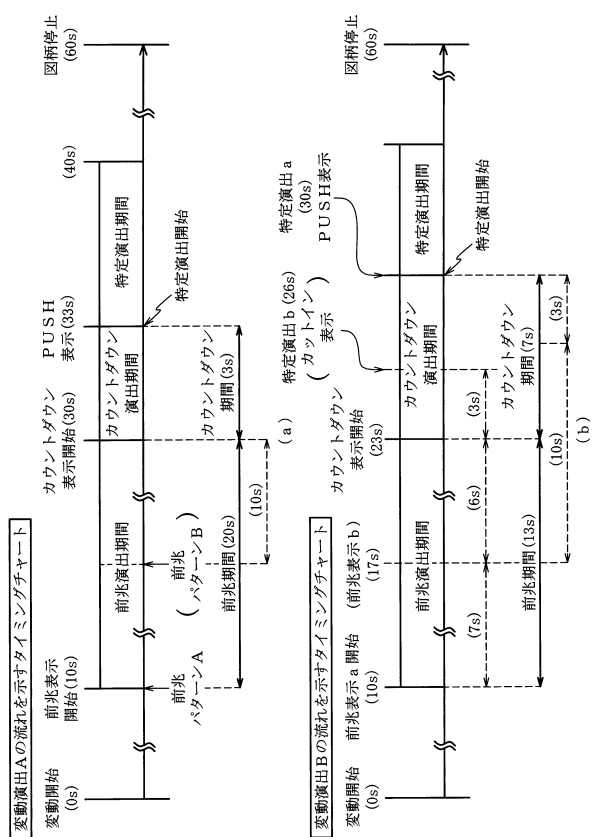 変動演出Aの流れを示すタイミングチャート
変動開始
(0s)
前兆表示
開始(10s)
カウントダウン
表示開始(30s)
PUSH
表示(33s)
(40s)
図柄停止
(60s)
前兆演出期間
カウントダウン
演出期間
特定演出期間
特定演出開始
前兆
パターンA
前兆
パターンB
前兆期間(20s)
カウントダウン
期間(3s)
(10s)
(a)
変動演出Bの流れを示すタイミングチャート
変動開始
(0s)
前兆表示a 開始
(10s)
(前兆表示b)
(17s)
カウントダウン
表示開始
(23s)
特定演出b(26s)
カットイン
表示
特定演出a
(30s)
PUSH表示
図柄停止
(60s)
前兆演出期間
カウントダウン
演出期間
特定演出期間
特定演出開始
(7s)
(6s)
(3s)
前兆期間(13s)
カウントダウン
期間(7s)
(10s)
(3s)
(b)